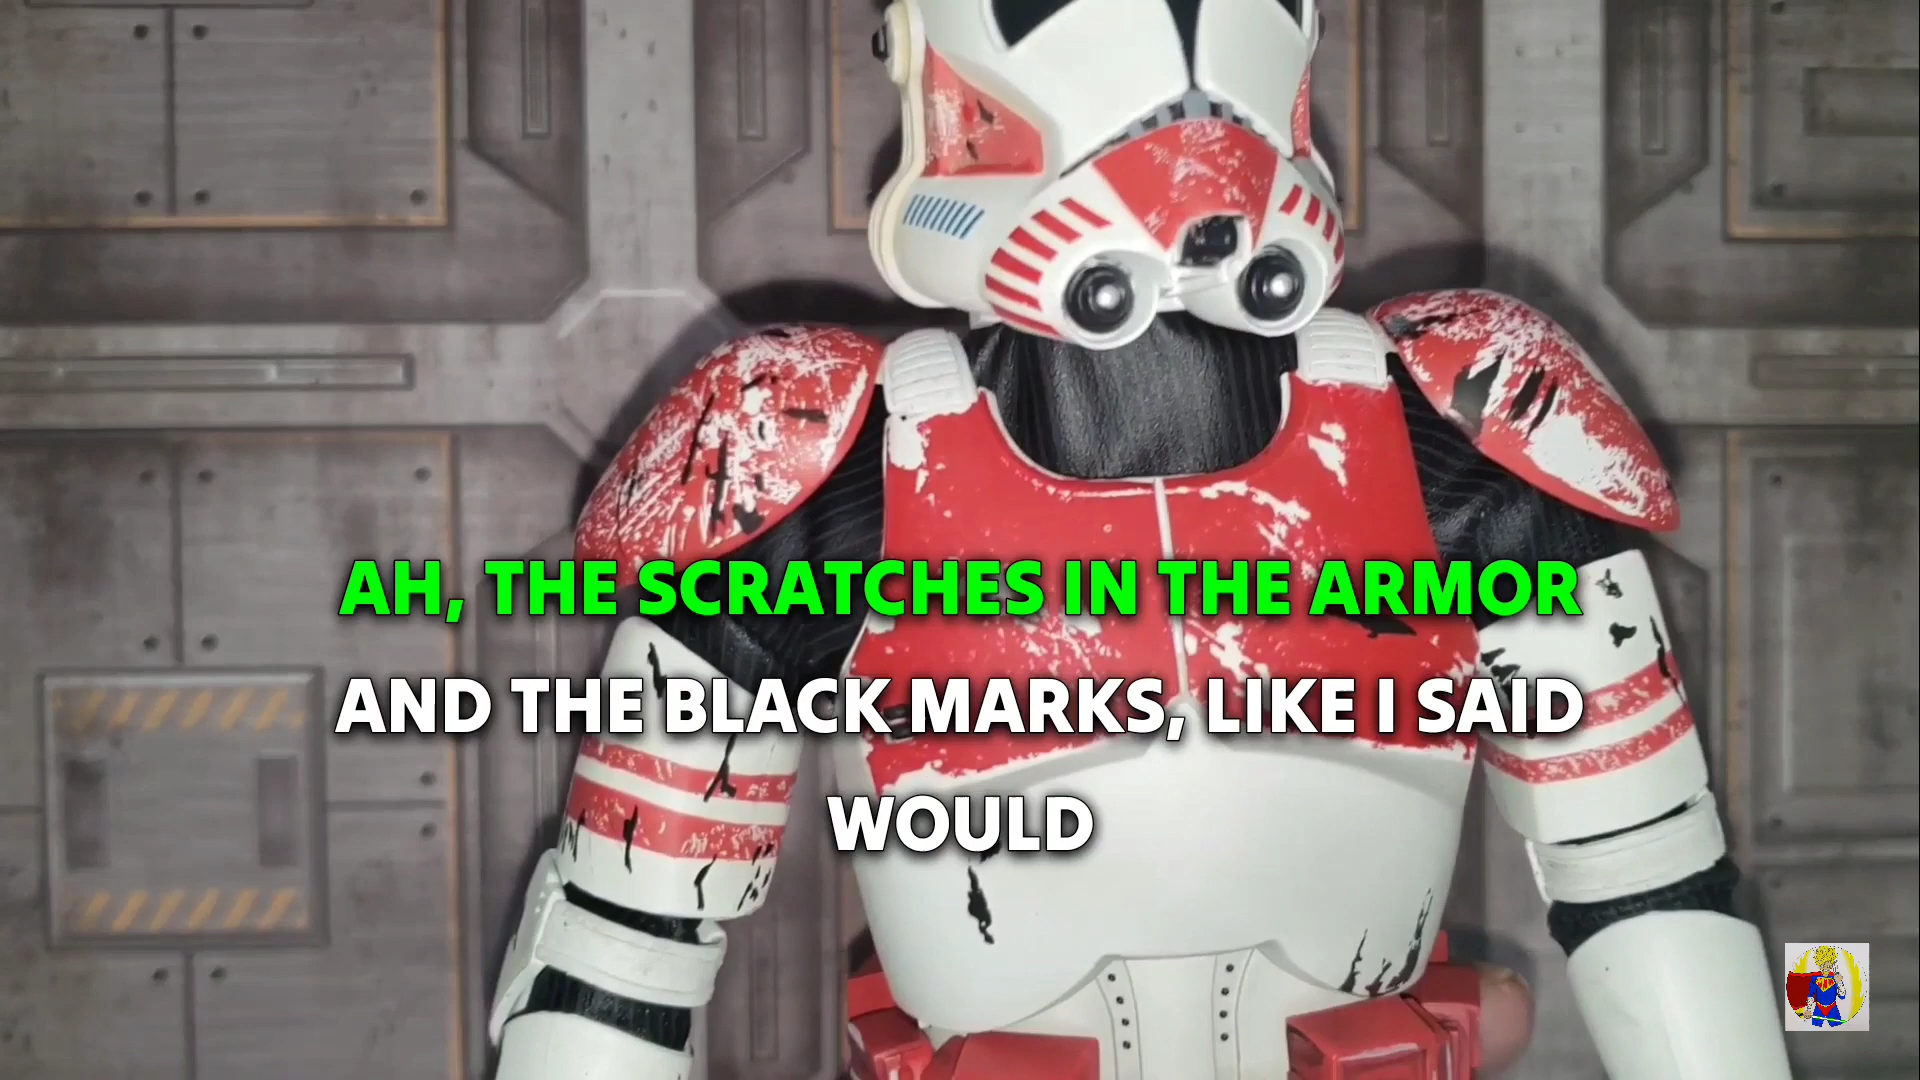 AH, THE SCRATCHES IN THE ARMOR
AND THE BLACK MARKS, LIKE I SAID
WOULD